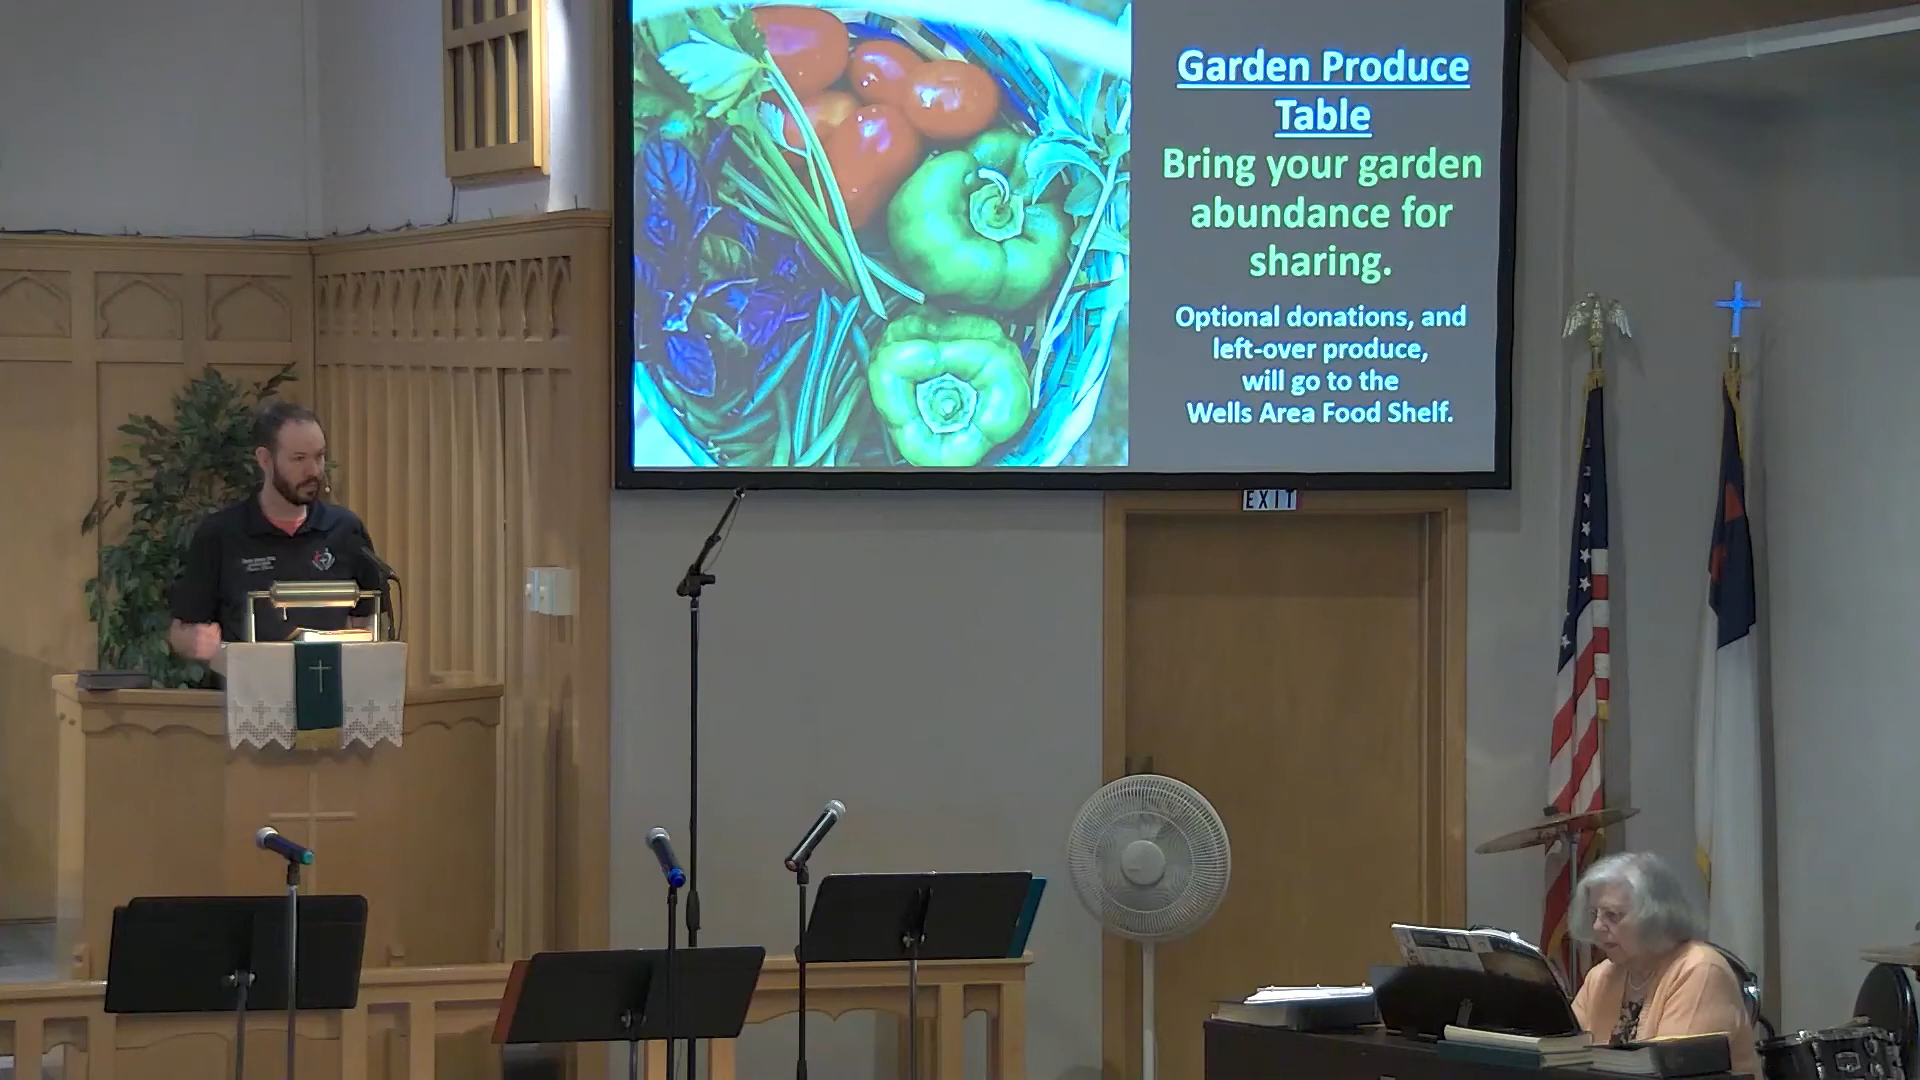 Garden Produce
Table
Bring your garden
abundance for
sharing.
Optional donations, and
left-over produce,
will go to the
Wells Area Food Shelf.
EXIT